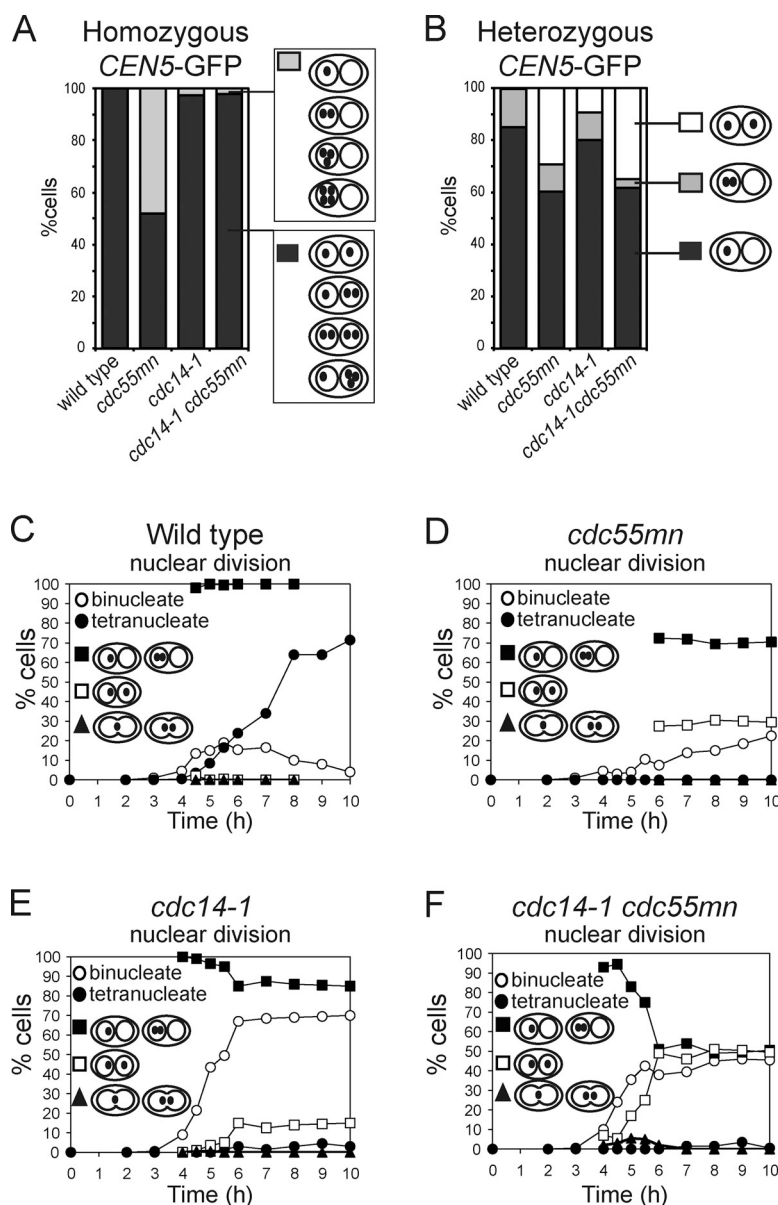 A
Homozygous
CEN5-GFP
%cells
100
80
60
40
20
0
wild type
cdc55mn
cdc14-1
cdc14-1 cdc55mn
B
Heterozygous
CEN5-GFP
%cells
100
80
60
40
20
0
wild type
cdc55mn
cdc14-1
cdc14-1cdc55mn
C
Wild type
nuclear division
% cells
100
90
80
70
60
50
40
30
20
10
0
binucleate
tetranucleate
0 1 2 3 4 5 6 7 8 9 10
Time (h)
D
cdc55mn
nuclear division
% cells
100
90
80
70
60
50
40
30
20
10
0
binucleate
tetranucleate
0 1 2 3 4 5 6 7 8 9 10
Time (h)
E
cdc14-1
nuclear division
% cells
100
90
80
70
60
50
40
30
20
10
0
binucleate
tetranucleate
0 1 2 3 4 5 6 7 8 9 10
Time (h)
F
cdc14-1 cdc55mn
nuclear division
% cells
100
90
80
70
60
50
40
30
20
10
0
binucleate
tetranucleate
0 1 2 3 4 5 6 7 8 9 10
Time (h)